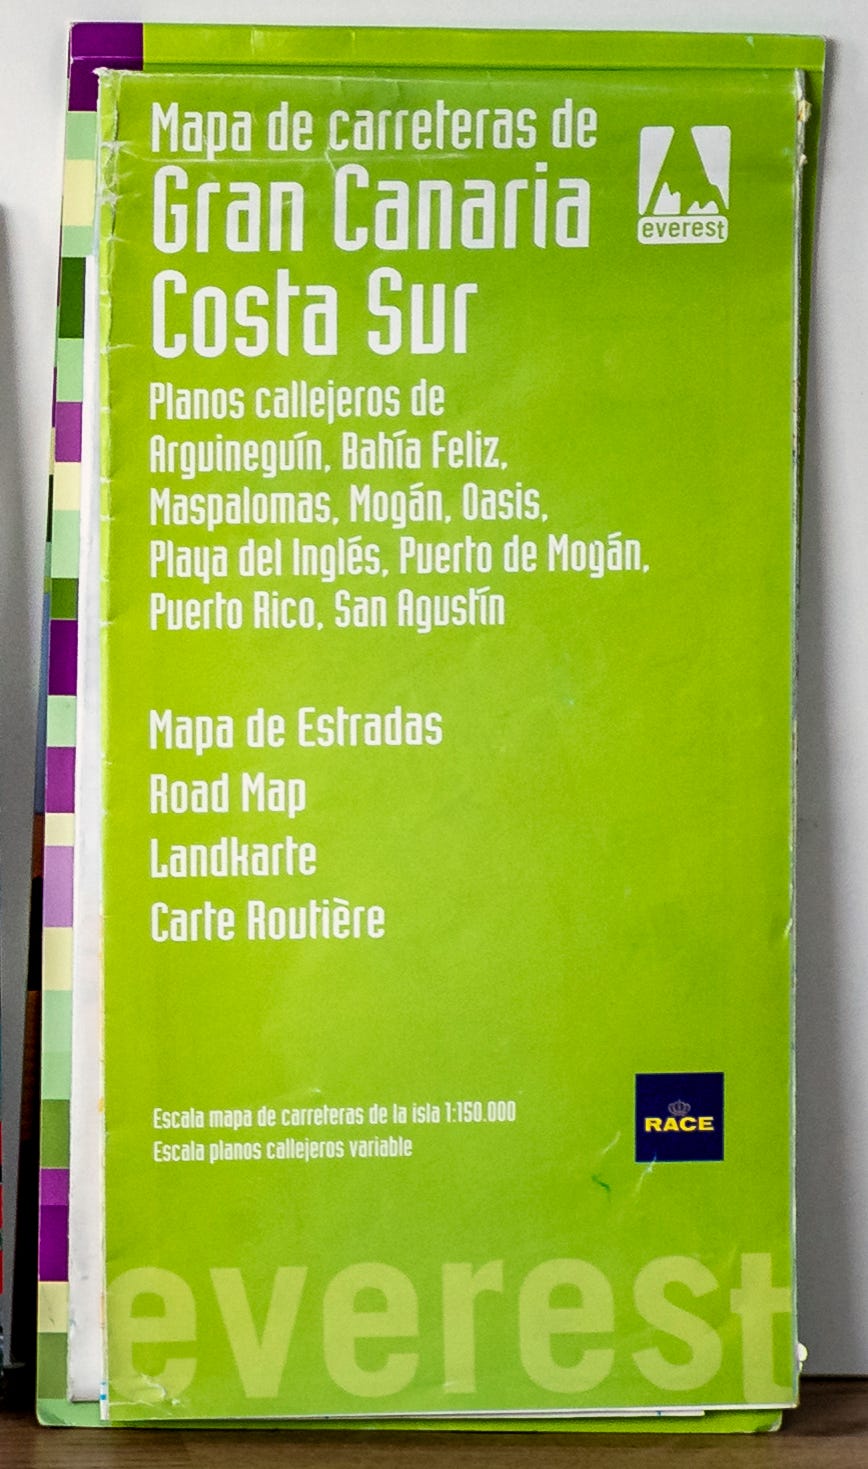 Mapa de carreteras de
Gran Canaria
Costa Sur
everest
Planos callejeros de
Arguineguín, Bahía Feliz,
Maspalomas, Mogán, Oasis,
Playa del Inglés, Puerto de Mogán,
Puerto Rico, San Agustín
Mapa de Estradas
Road Map
Landkarte
Carte Routière
Escala mapa de carreteras de la isla 1:150.000
Escala planos callejeros variable
RACE
everest